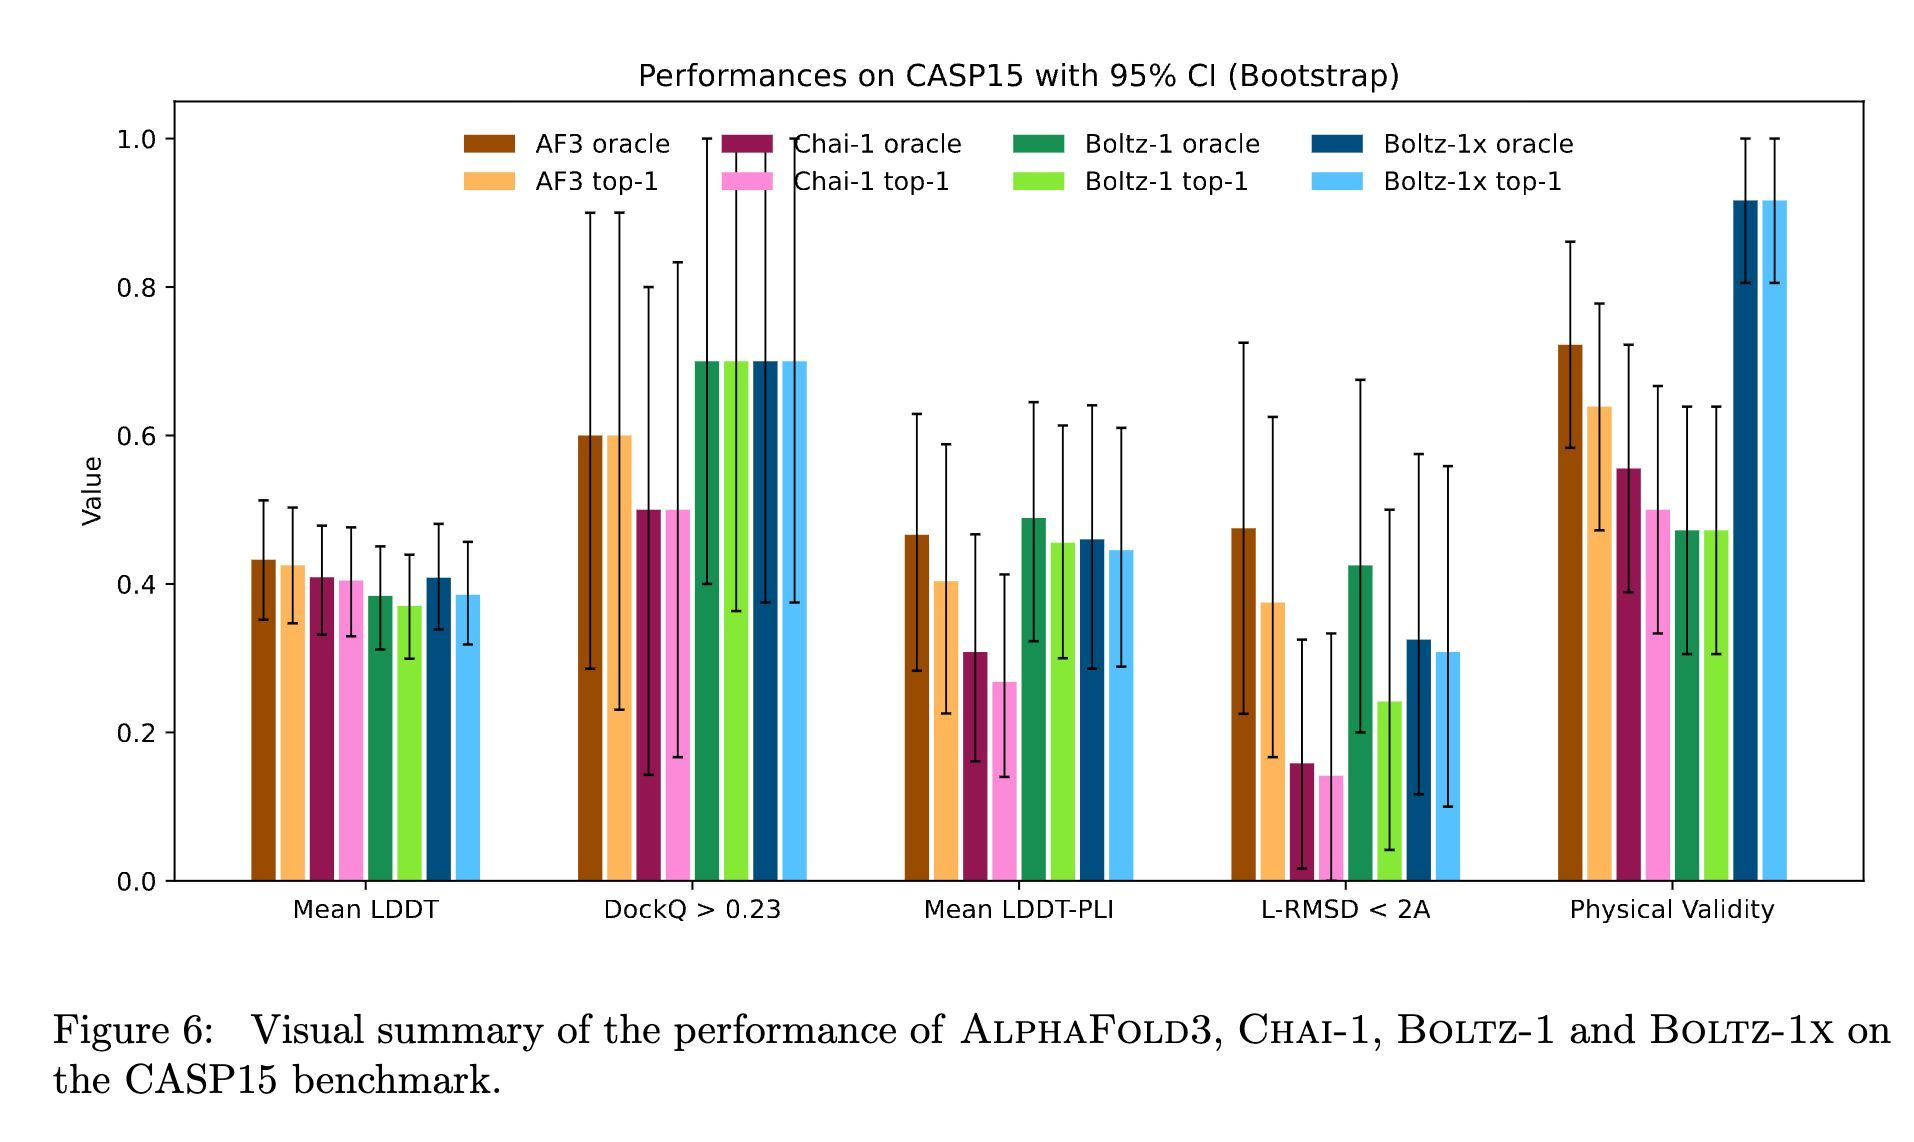 Performances on CASP15 with 95% CI (Bootstrap)
AF3 oracle Chai-1 oracle Boltz-1 oracle Boltz-1x oracle
AF3 top-1 Chai-1 top-1 Boltz-1 top-1 Boltz-1x top-1
1.0
0.8
0.6
0.4
0.2
0.0
Value
Mean LDDT DockQ > 0.23 Mean LDDT-PLI L-RMSD < 2A Physical Validity
Figure 6: Visual summary of the performance of ALPHAFOLD3, CHAI-1, BOLTZ-1 and BOLTZ-1X on
the CASP15 benchmark.